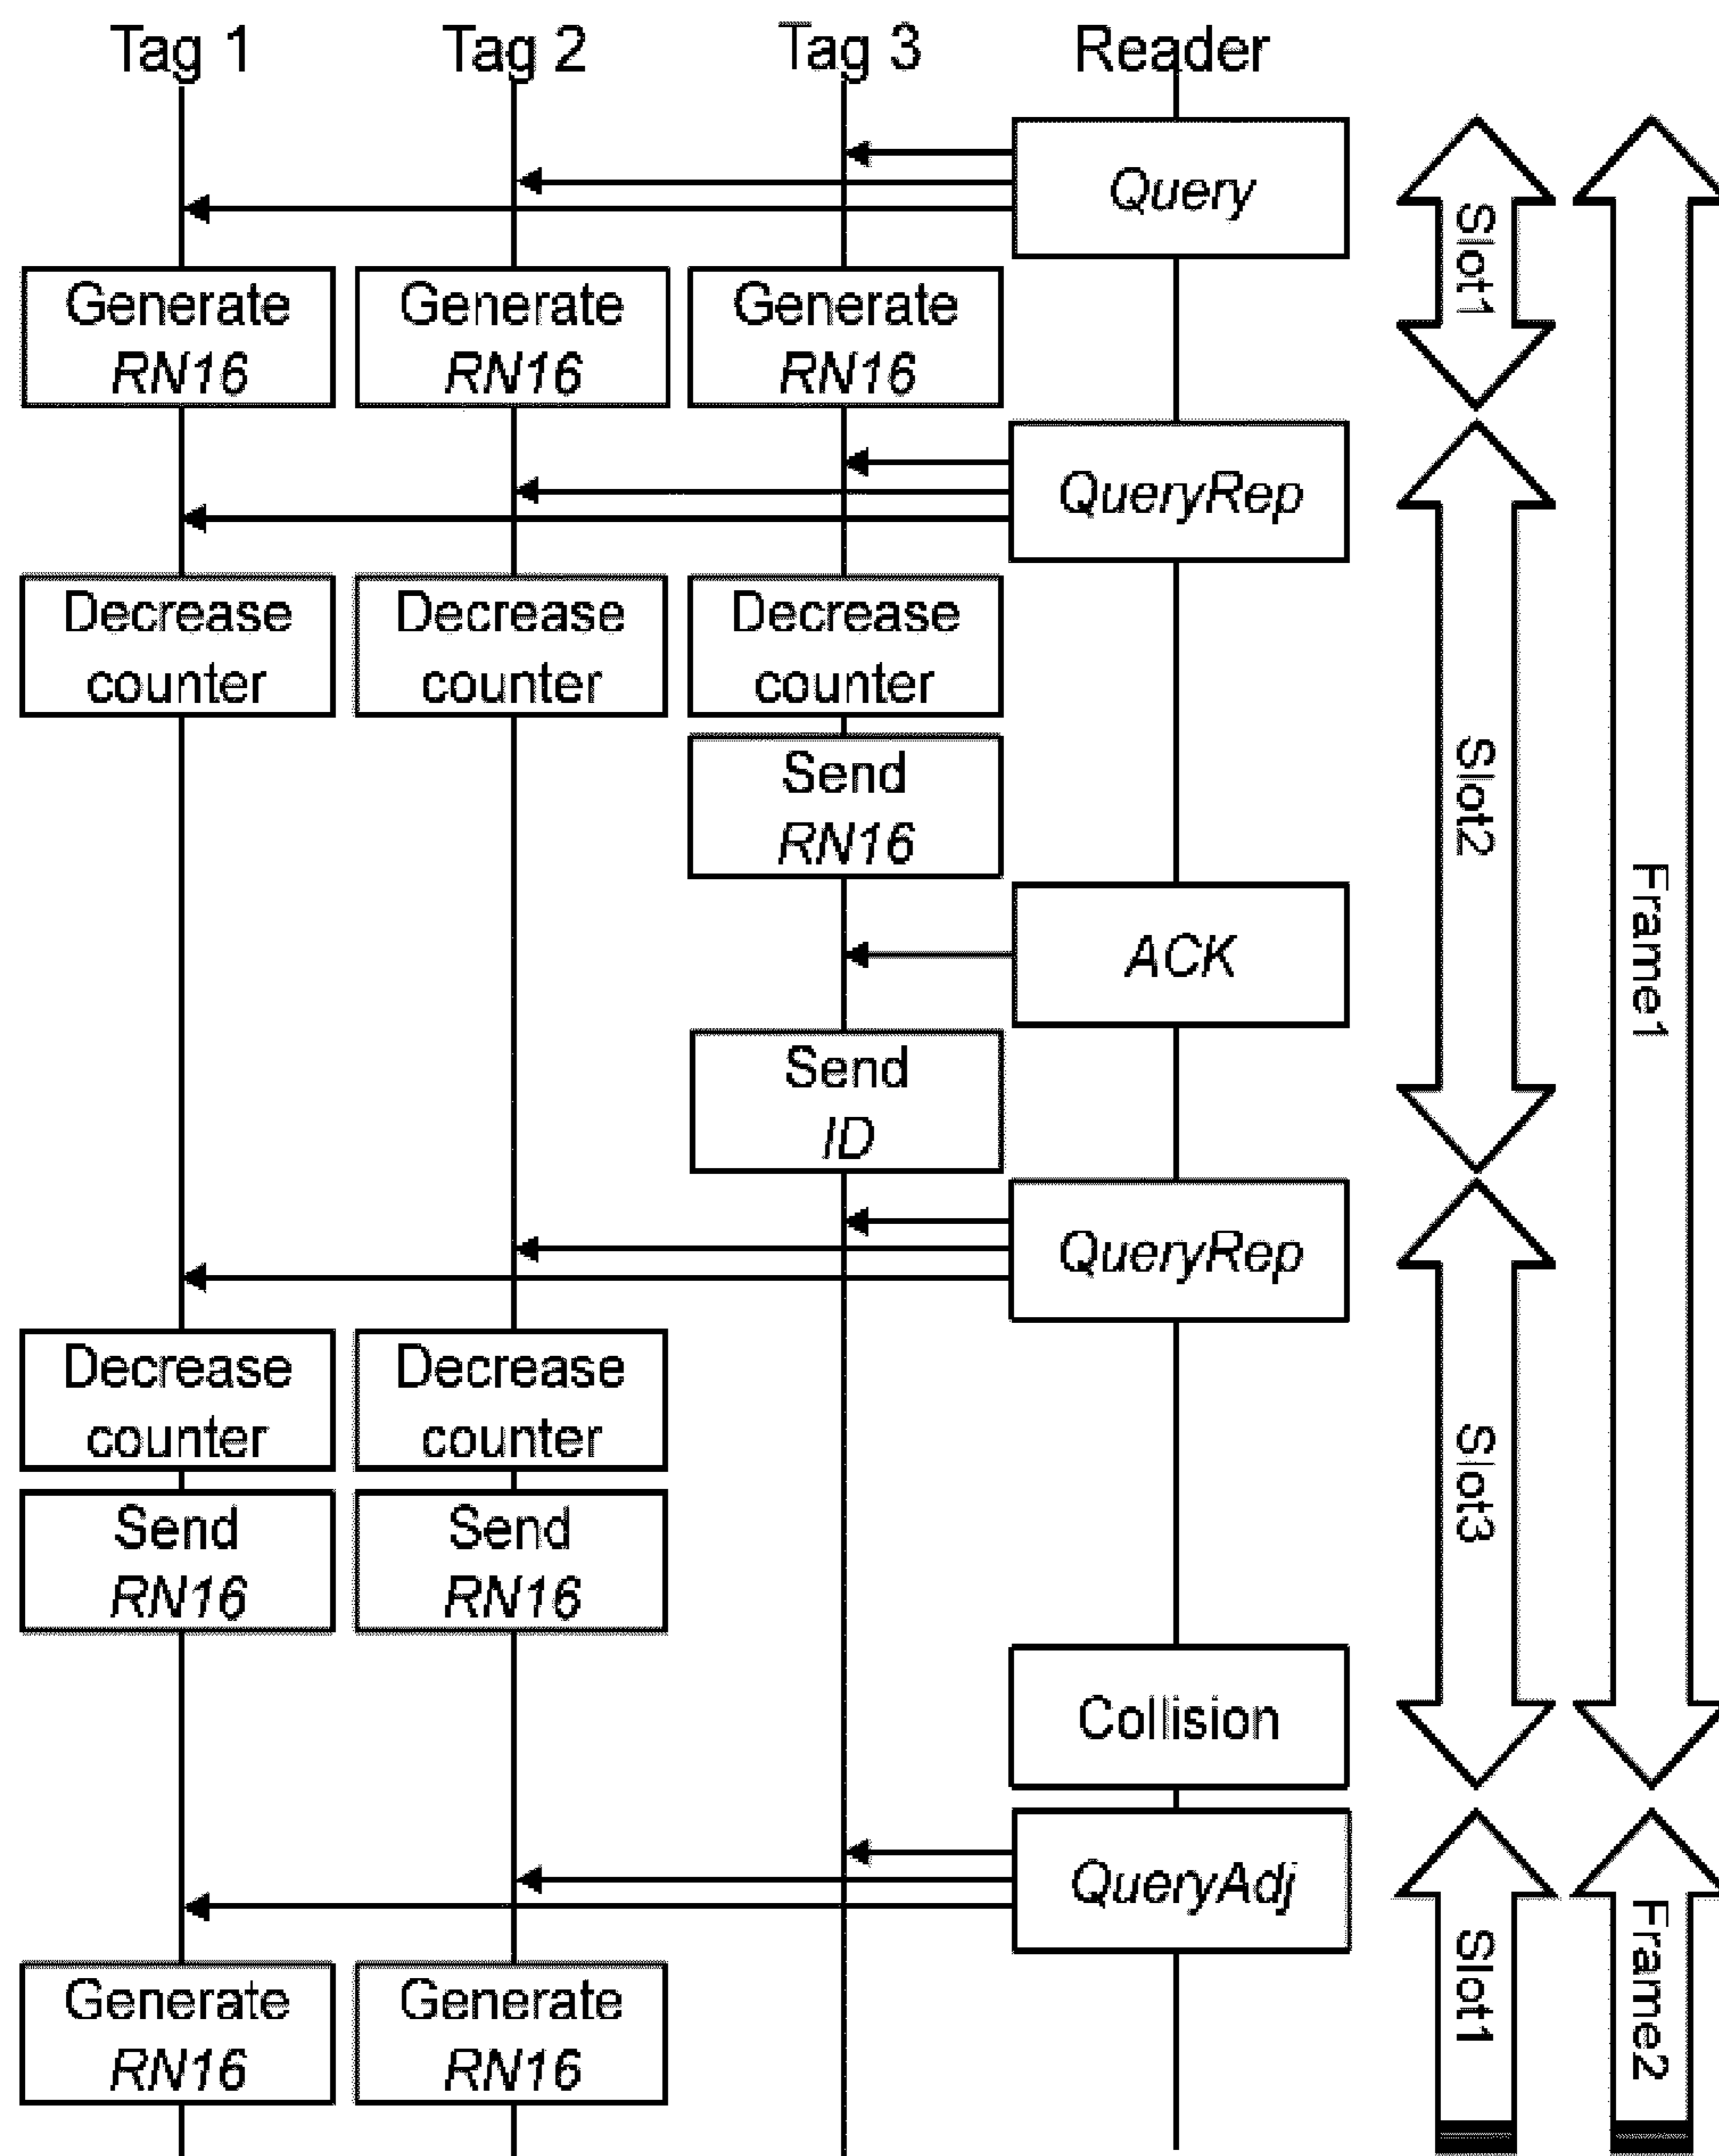 Tag 1
Tag 2
Tag 3
Reader
Query
Slot1
Frame1
Generate
RN16
Generate
RN16
Generate
RN16
QueryRep
Slot2
Decrease
counter
Decrease
counter
Decrease
counter
Send
RN16
ACK
Send
ID
QueryRep
Slot3
Decrease
counter
Decrease
counter
Send
RN16
Send
RN16
Collision
QueryAdj
Slot1
Frame2
Generate
RN16
Generate
RN16